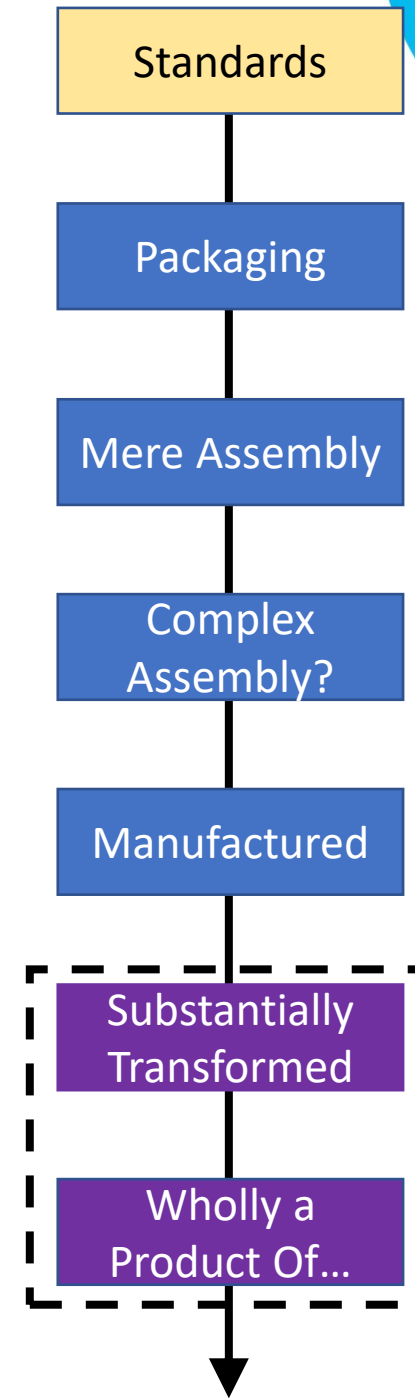 Standards
Packaging
Mere Assembly
Complex
Assembly?
Manufactured
Substantially
Transformed
Wholly a
Product Of…